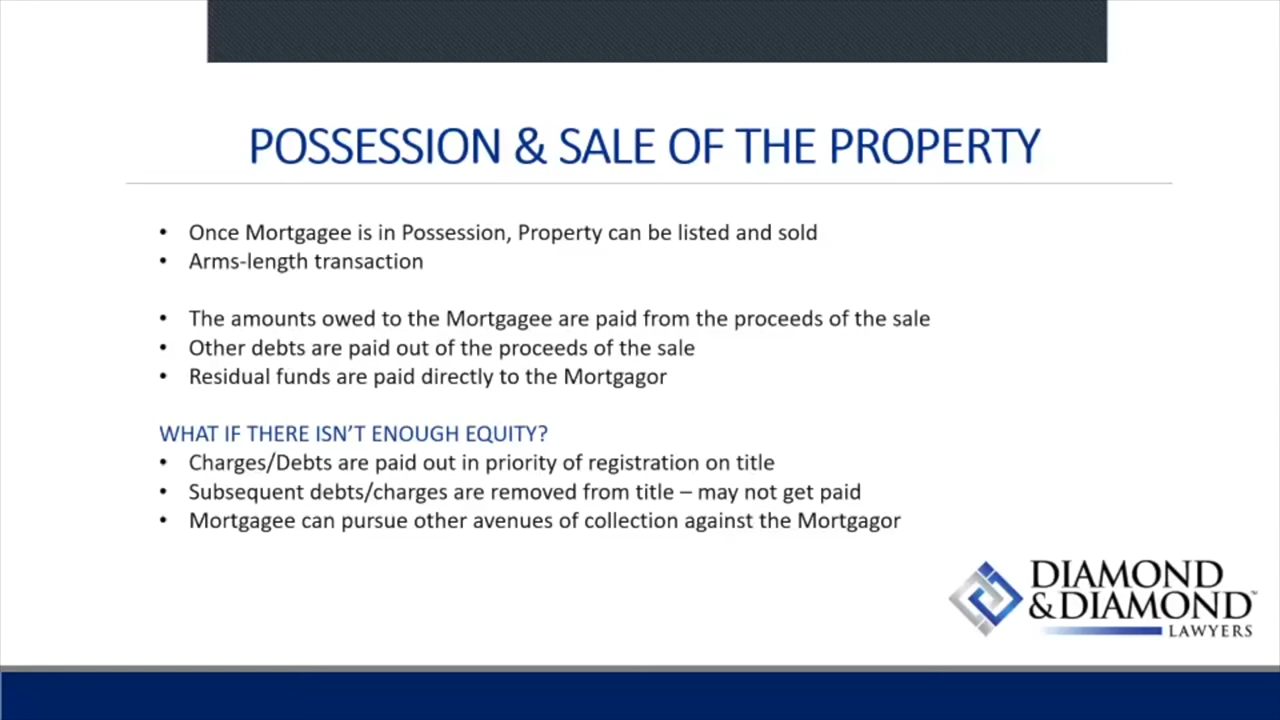 POSSESSION & SALE OF THE PROPERTY
• Once Mortgagee is in Possession, Property can be listed and sold
• Arms-length transaction
• The amounts owed to the Mortgagee are paid from the proceeds of the sale
• Other debts are paid out of the proceeds of the sale
• Residual funds are paid directly to the Mortgagor
WHAT IF THERE ISN’T ENOUGH EQUITY?
• Charges/Debts are paid out in priority of registration on title
• Subsequent debts/charges are removed from title – may not get paid
• Mortgagee can pursue other avenues of collection against the Mortgagor
DIAMOND
&DIAMOND™
LAWYERS